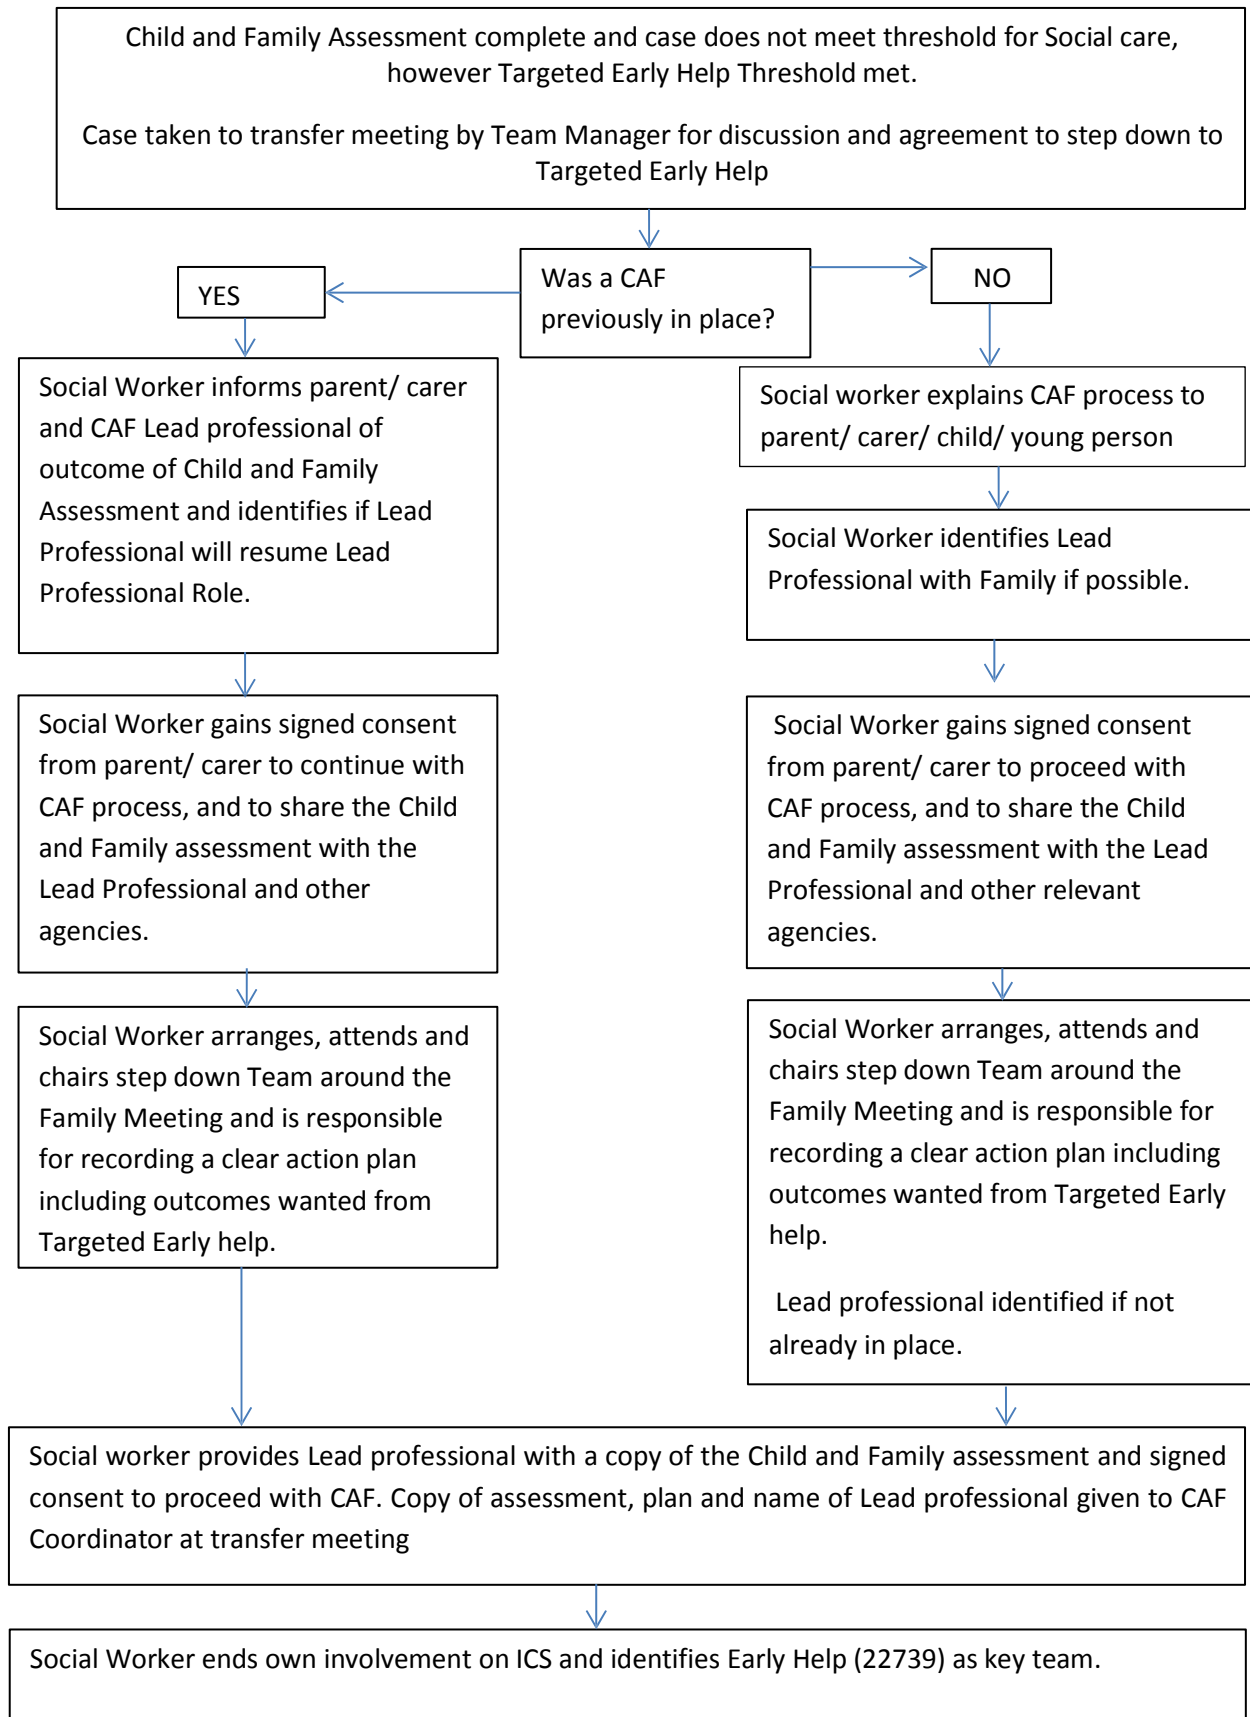 Child and Family Assessment complete and case does not meet threshold for Social care,
however Targeted Early Help Threshold met.
Case taken to transfer meeting by Team Manager for discussion and agreement to step down to
Targeted Early Help
Was a CAF
previously in place?
YES
NO
Social Worker informs parent/ carer
and CAF Lead professional of
outcome of Child and Family
Assessment and identifies if Lead
Professional will resume Lead
Professional Role.
Social Worker gains signed consent
from parent/ carer to continue with
CAF process, and to share the Child
and Family assessment with the
Lead Professional and other
agencies.
Social Worker arranges, attends and
chairs step down Team around the
Family Meeting and is responsible
for recording a clear action plan
including outcomes wanted from
Targeted Early help.
Social worker explains CAF process to
parent/ carer/ child/ young person
Social Worker identifies Lead
Professional with Family if possible.
Social Worker gains signed consent
from parent/ carer to proceed with
CAF process, and to share the Child
and Family assessment with the Lead
Professional and other relevant
agencies.
Social Worker arranges, attends and
chairs step down Team around the
Family Meeting and is responsible for
recording a clear action plan including
outcomes wanted from Targeted Early
help.
Lead professional identified if not
already in place.
Social worker provides Lead professional with a copy of the Child and Family assessment and signed
consent to proceed with CAF. Copy of assessment, plan and name of Lead professional given to CAF
Coordinator at transfer meeting
Social Worker ends own involvement on ICS and identifies Early Help (22739) as key team.